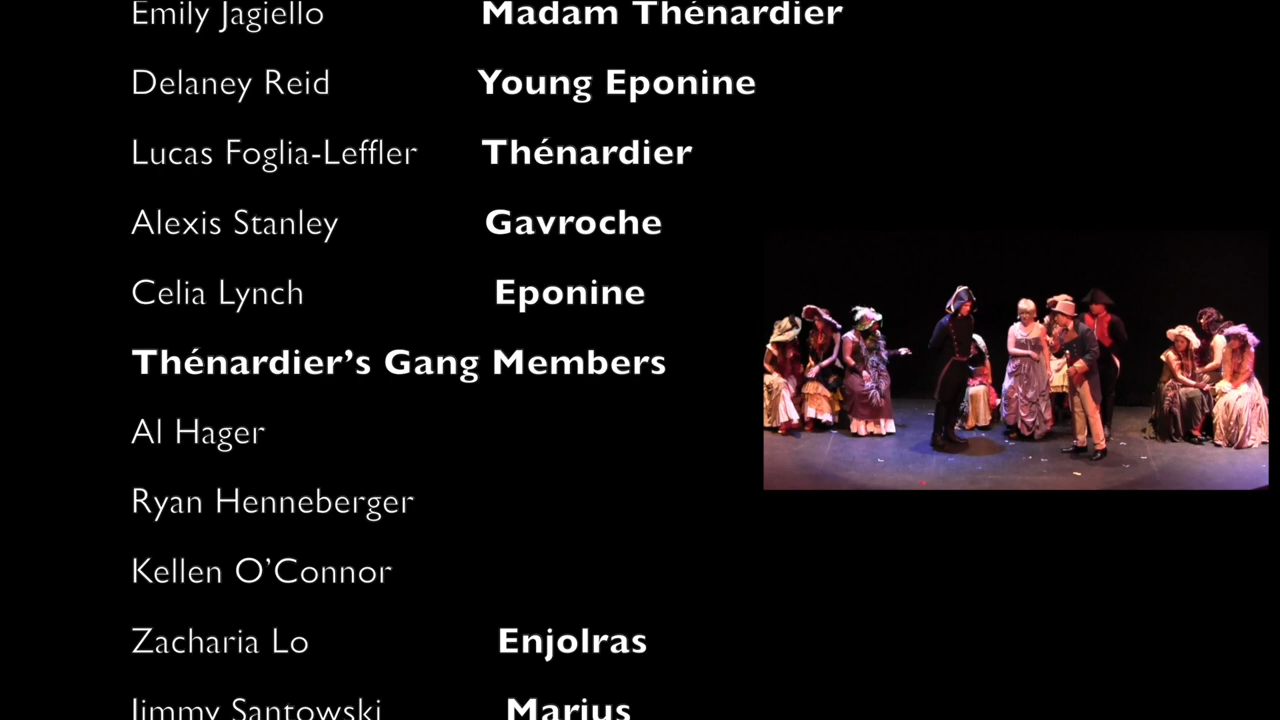 Emily Jagiello Madam Thénardier
Delaney Reid Young Eponine
Lucas Foglia-Leffler Thénardier
Alexis Stanley Gavroche
Celia Lynch Eponine
Thénardier’s Gang Members
Al Hager
Ryan Henneberger
Kellen O’Connor
Zacharia Lo Enjolras
Jimmy Santowski Marius